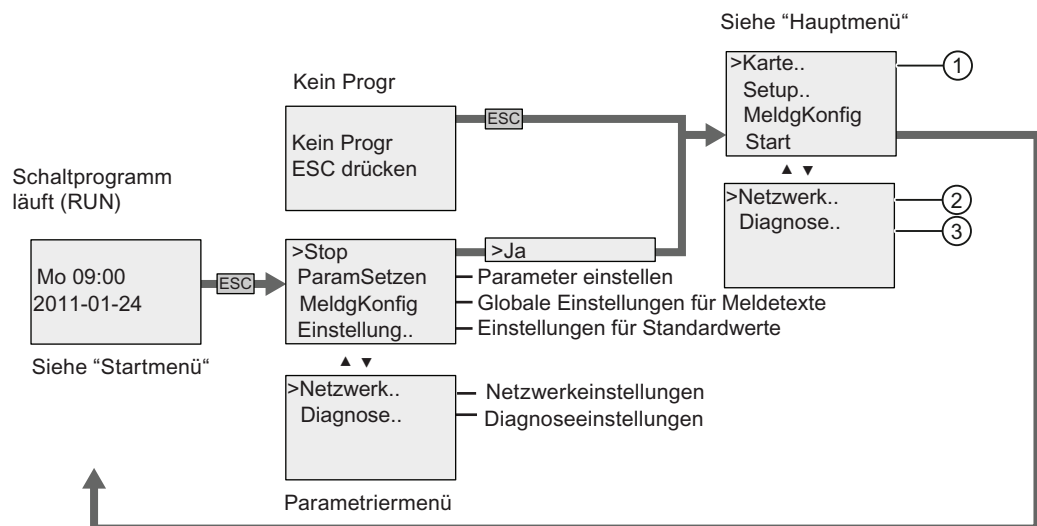 Siehe “Hauptmenü“
>Karte..
Setup..
MeldgKonfig
Start
1
▲ ▼
>Netzwerk..
Diagnose..
2
3
Kein Progr
Kein Progr
ESC drücken
ESC
Schaltprogramm
läuft (RUN)
Mo 09:00
2011-01-24
Siehe “Startmenü“
ESC
>Stop
ParamSetzen
MeldgKonfig
Einstellung..
>Ja
Parameter einstellen
Globale Einstellungen für Meldetexte
Einstellungen für Standardwerte
▲ ▼
>Netzwerk..
Diagnose..
Netzwerkeinstellungen
Diagnoseeinstellungen
Parametriermenü